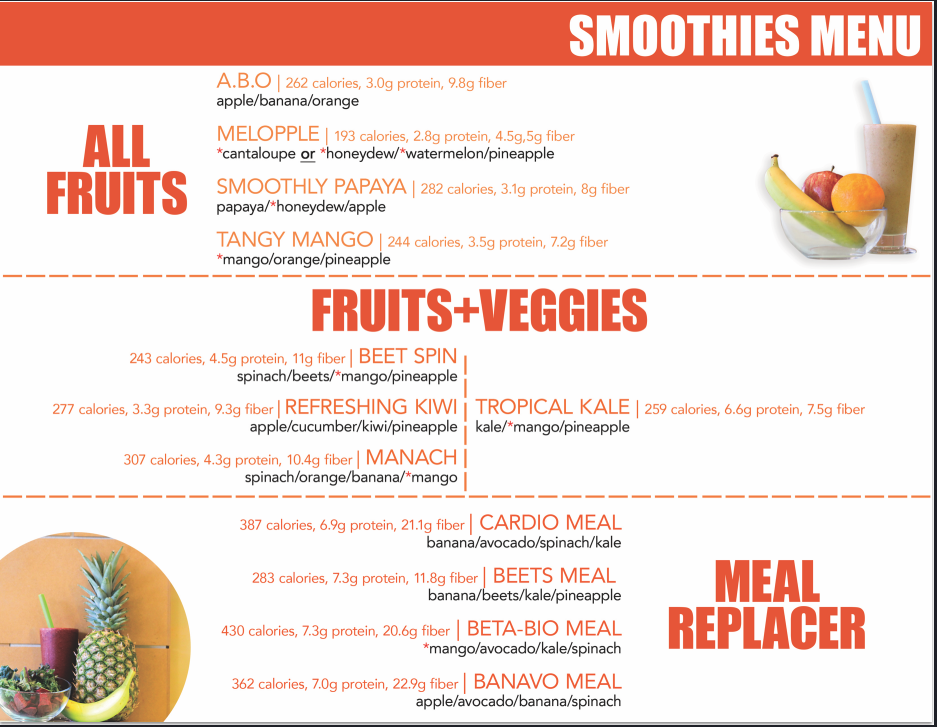 SMOOTHIES MENU
ALL
FRUITS
A.B.O | 262 calories, 3.0g protein, 9.8g fiber
apple/banana/orange
MELOPPLE | 193 calories, 2.8g protein, 4.5g,5g fiber
*cantaloupe or *honeydew/*watermelon/pineapple
SMOOTHLY PAPAYA | 282 calories, 3.1g protein, 8g fiber
papaya/*honeydew/apple
TANGY MANGO | 244 calories, 3.5g protein, 7.2g fiber
*mango/orange/pineapple
FRUITS+VEGGIES
243 calories, 4.5g protein, 11g fiber | BEET SPIN
spinach/beets/*mango/pineapple
277 calories, 3.3g protein, 9.3g fiber | REFRESHING KIWI
apple/cucumber/kiwi/pineapple
307 calories, 4.3g protein, 10.4g fiber | MANACH
spinach/orange/banana/*mango
TROPICAL KALE | 259 calories, 6.6g protein, 7.5g fiber
kale/*mango/pineapple
387 calories, 6.9g protein, 21.1g fiber | CARDIO MEAL
banana/avocado/spinach/kale
283 calories, 7.3g protein, 11.8g fiber | BEETS MEAL
banana/beets/kale/pineapple
430 calories, 7.3g protein, 20.6g fiber | BETA-BIO MEAL
*mango/avocado/kale/spinach
362 calories, 7.0g protein, 22.9g fiber | BANAVO MEAL
apple/avocado/banana/spinach
MEAL
REPLACER